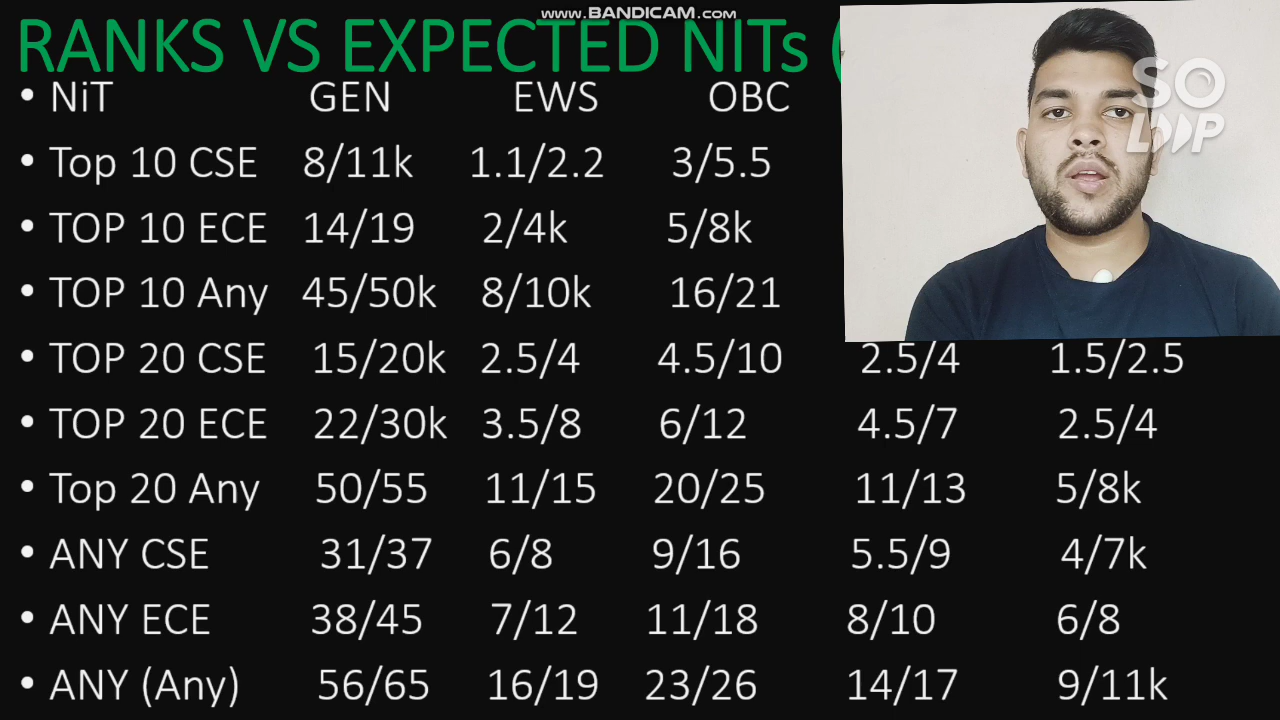 www.BANDICAM.com
RANKS VS EXPECTED NITs (
SO LOOP
• NiT GEN EWS OBC
• Top 10 CSE 8/11k 1.1/2.2 3/5.5
• TOP 10 ECE 14/19 2/4k 5/8k
• TOP 10 Any 45/50k 8/10k 16/21
• TOP 20 CSE 15/20k 2.5/4 4.5/10 2.5/4 1.5/2.5
• TOP 20 ECE 22/30k 3.5/8 6/12 4.5/7 2.5/4
• Top 20 Any 50/55 11/15 20/25 11/13 5/8k
• ANY CSE 31/37 6/8 9/16 5.5/9 4/7k
• ANY ECE 38/45 7/12 11/18 8/10 6/8
• ANY (Any) 56/65 16/19 23/26 14/17 9/11k